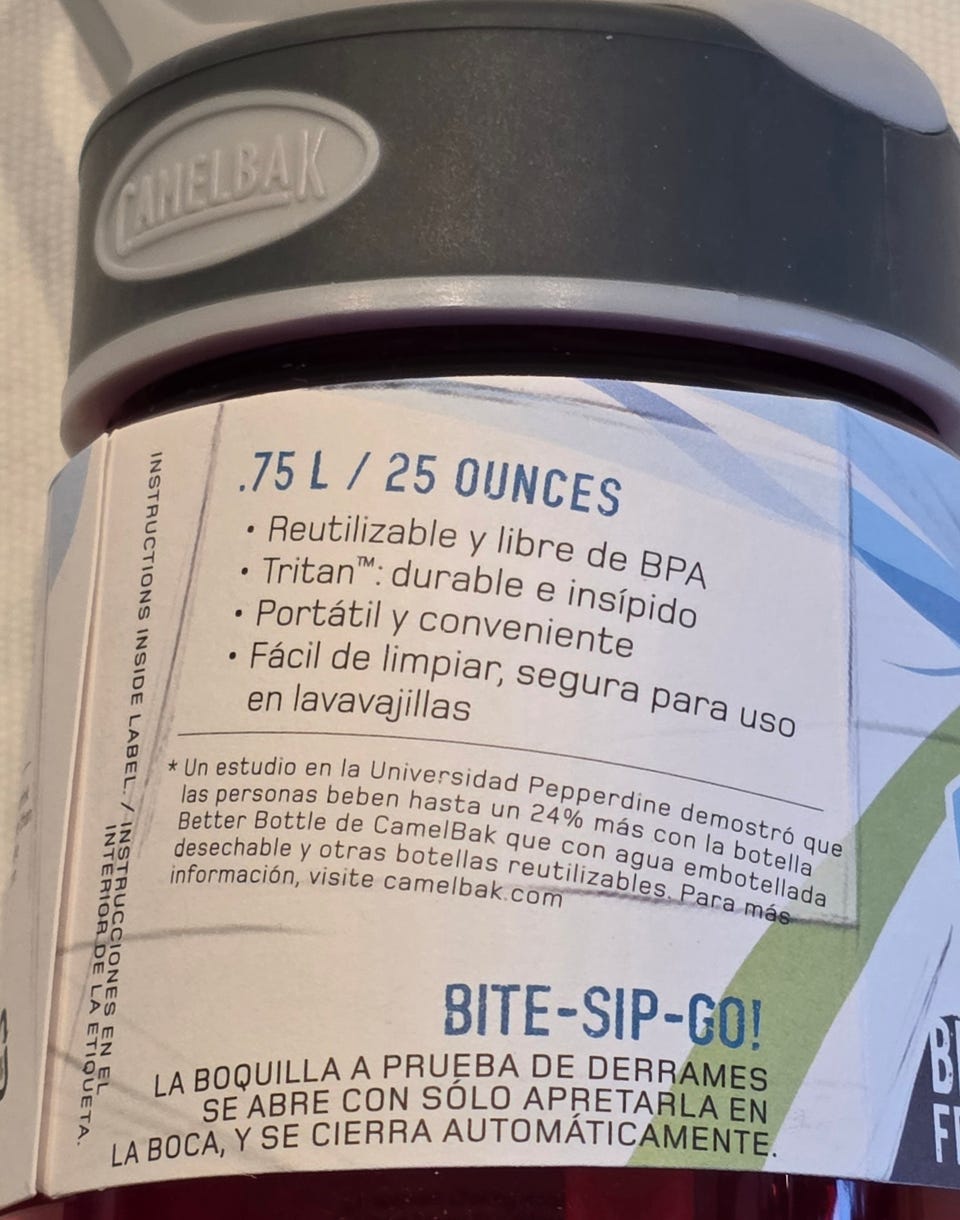 CAMELBAK
.75 L / 25 OUNCES
• Reutilizable y libre de BPA
• Tritan™: durable e insípido
• Portátil y conveniente
• Fácil de limpiar, segura para uso
en lavavajillas
* Un estudio en la Universidad Pepperdine demostró que
las personas beben hasta un 24% más con la botella
Better Bottle de CamelBak que con agua embotellada
desechable y otras botellas reutilizables. Para más
información, visite camelbak.com
BITE-SIP-GO!
LA BOQUILLA A PRUEBA DE DERRAMES
SE ABRE CON SÓLO APRETARLA EN
LA BOCA, Y SE CIERRA AUTOMÁTICAMENTE.
INSTRUCTIONS INSIDE LABEL. / INSTRUCCIONES EN EL
INTERIOR DE LA ETIQUETA.